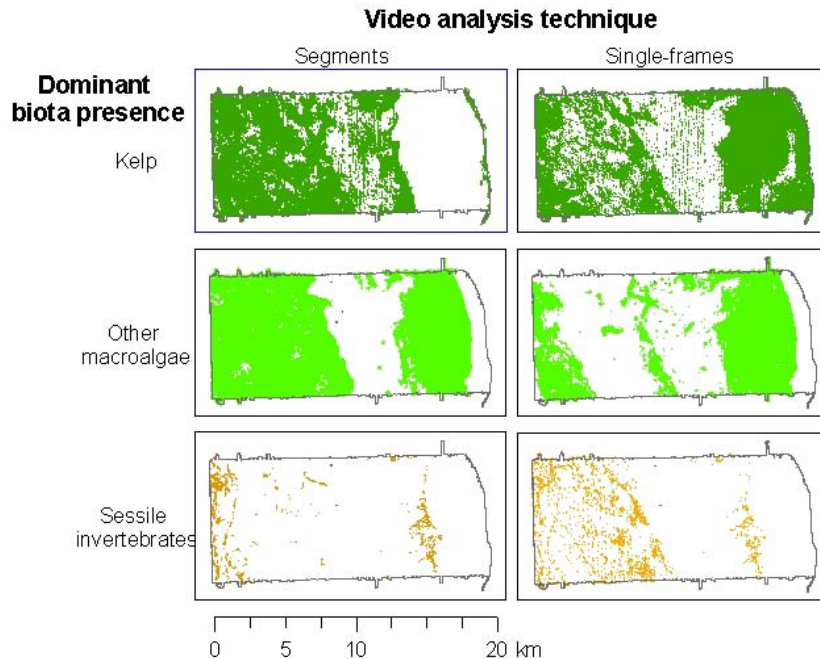 Video analysis technique
Segments
Single-frames
Dominant
biota presence
Kelp
Other
macroalgae
Sessile
invertebrates
0 5 10 20 km